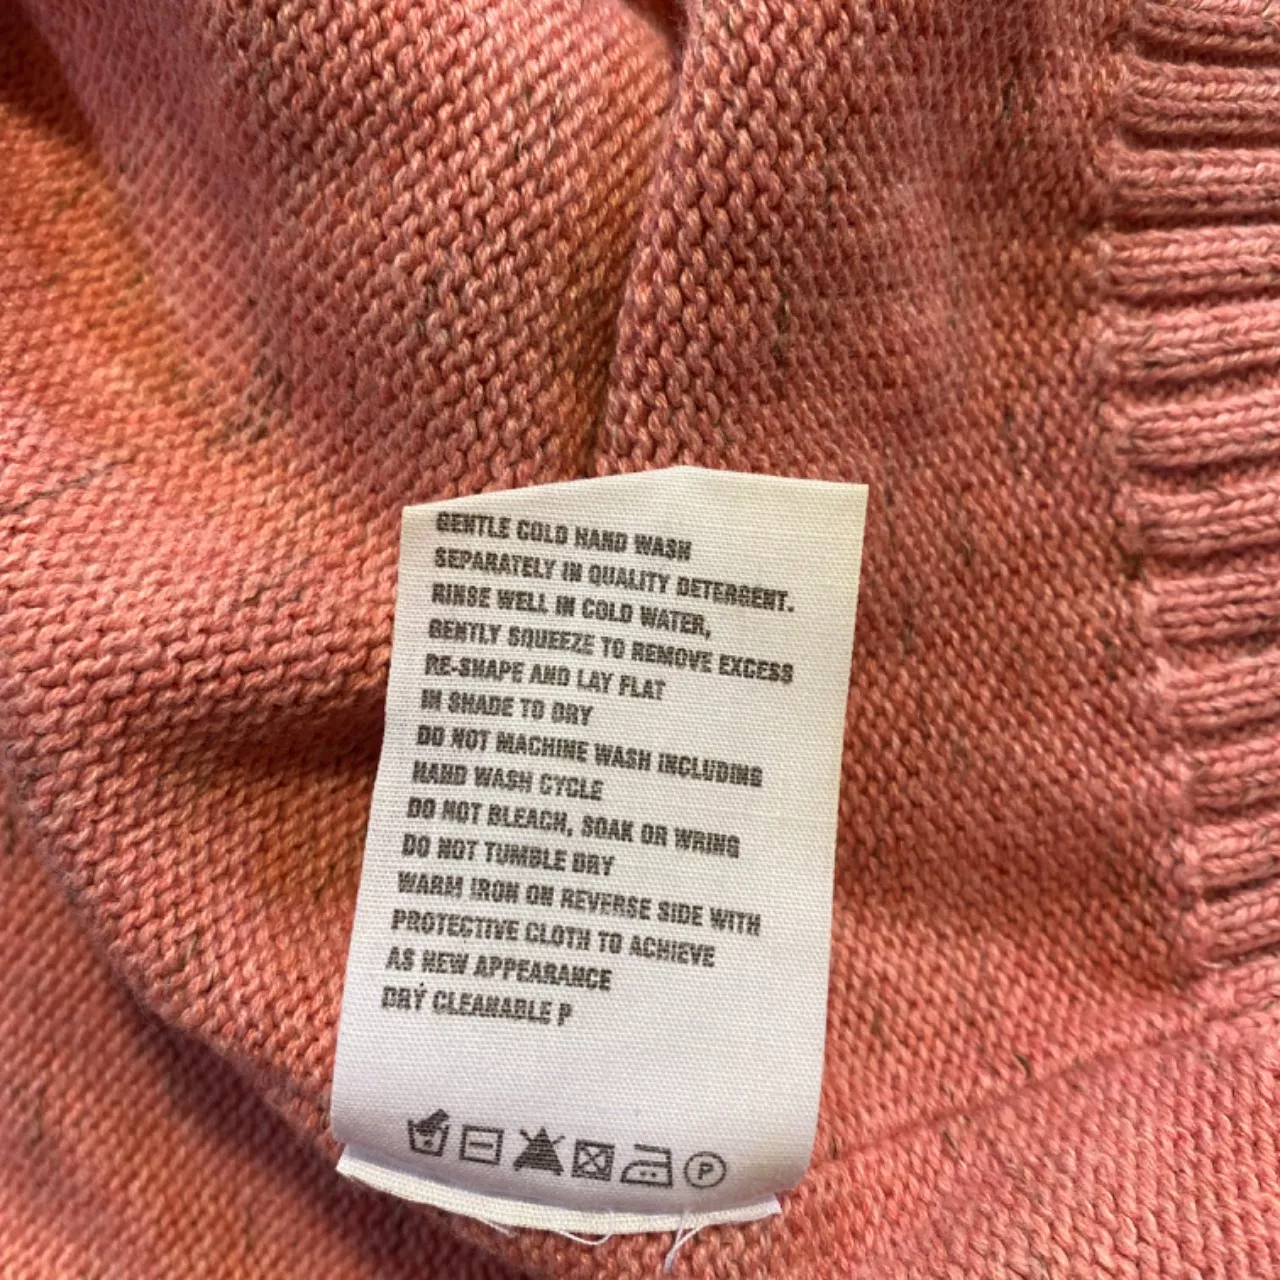 GENTLE COLD HAND WASH
SEPARATELY IN QUALITY DETERGENT.
RINSE WELL IN COLD WATER,
GENTLY SQUEEZE TO REMOVE EXCESS
RE-SHAPE AND LAY FLAT
IN SHADE TO DRY
DO NOT MACHINE WASH INCLUDING
HAND WASH CYCLE
DO NOT BLEACH, SOAK OR WRING
DO NOT TUMBLE DRY
WARM IRON ON REVERSE SIDE WITH
PROTECTIVE CLOTH TO ACHIEVE
AS NEW APPEARANCE
DRY CLEANABLE P
P